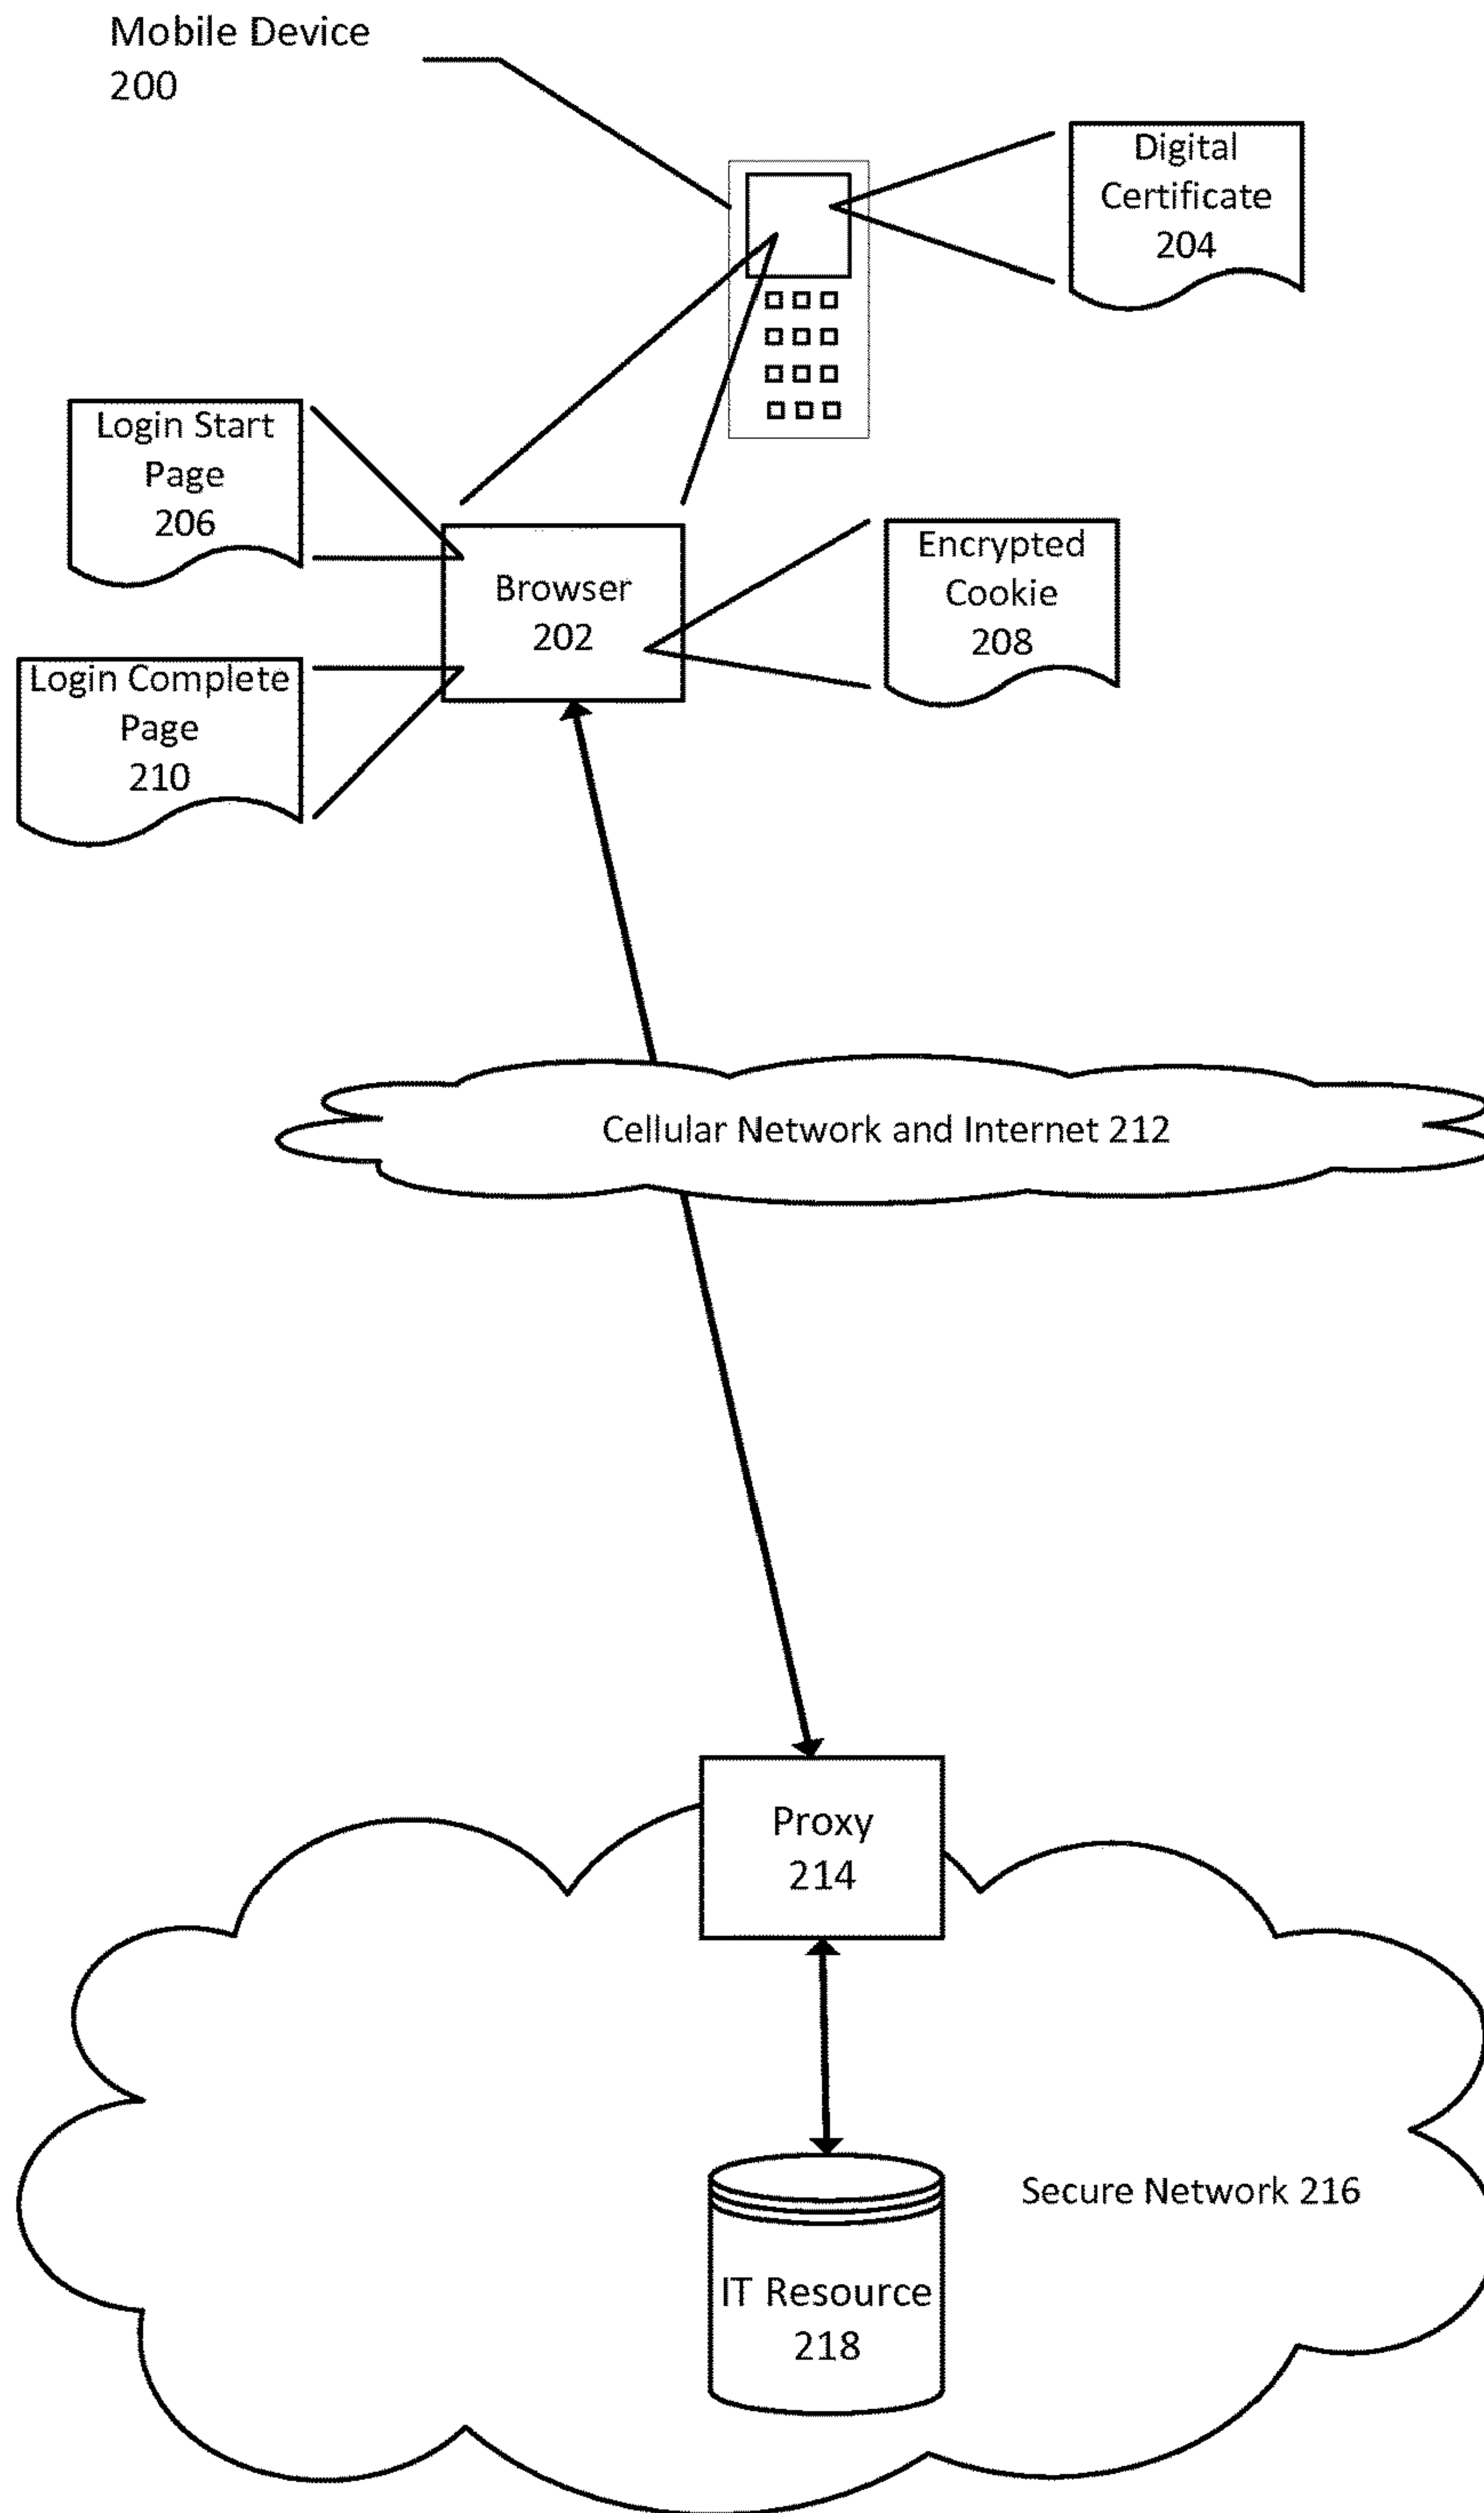 Mobile Device
200
Digital
Certificate
204
Login Start
Page
206
Browser
202
Encrypted
Cookie
208
Login Complete
Page
210
Cellular Network and Internet 212
Proxy
214
Secure Network 216
IT Resource
218